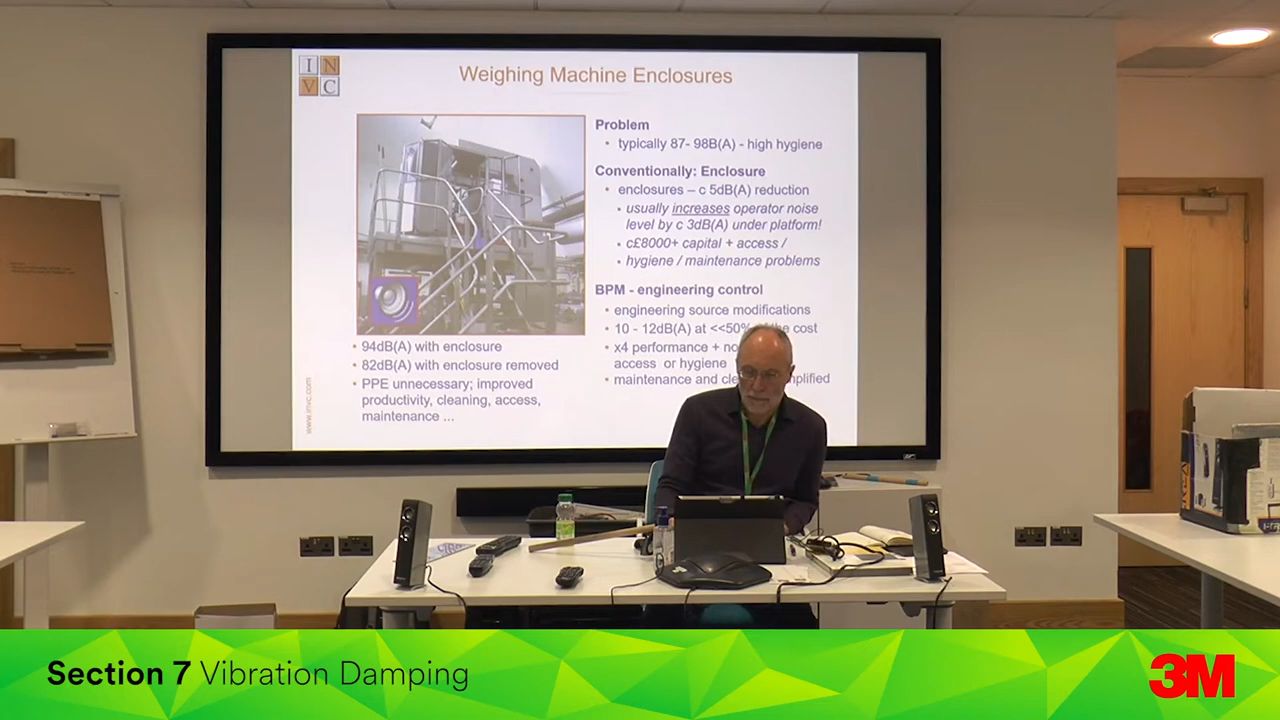 I N
V C
Weighing Machine Enclosures
Problem
• typically 87- 98B(A) - high hygiene
Conventionally: Enclosure
• enclosures – c 5dB(A) reduction
• usually increases operator noise
level by c 3dB(A) under platform!
• c£8000+ capital + access /
• hygiene / maintenance problems
BPM - engineering control
• engineering source modifications
• 10 - 12dB(A) at <<50% the cost
• x4 performance + no
access or hygiene
• maintenance and
• 94dB(A) with enclosure
• 82dB(A) with enclosure removed
• PPE unnecessary; improved
productivity, cleaning, access,
maintenance ...
www.invc.com
Section 7 Vibration Damping
3M